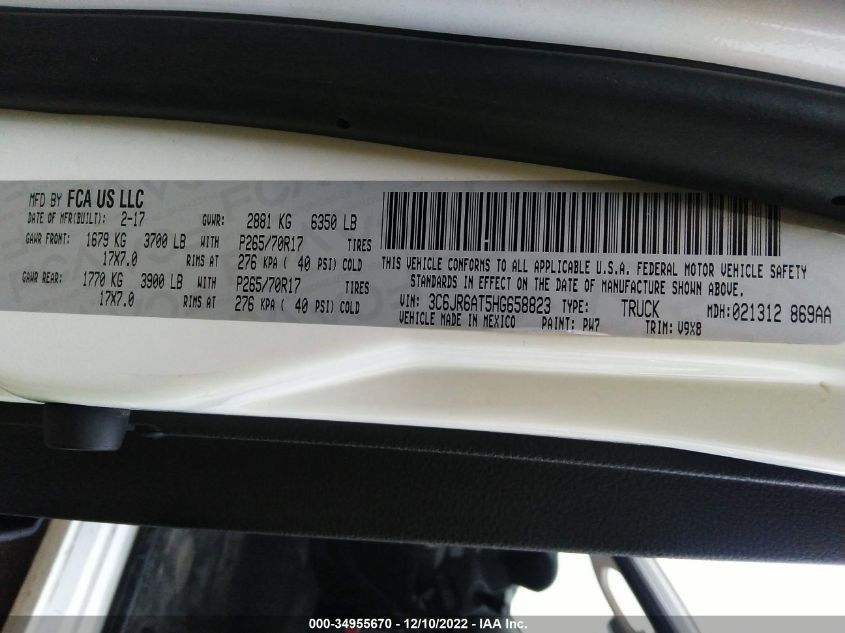 MFD BY FCA US LLC
DATE OF MFR(BUILT): 2-17 GVWR: 2881 KG 6350 LB
GAWR FRONT: 1679 KG 3700 LB WITH P265/70R17 TIRES
17X7.0 RIMS AT 276 KPA ( 40 PSI) COLD
GAWR REAR: 1770 KG 3900 LB WITH P265/70R17 TIRES
17X7.0 RIMS AT 276 KPA ( 40 PSI) COLD
THIS VEHICLE CONFORMS TO ALL APPLICABLE U.S.A. FEDERAL MOTOR VEHICLE SAFETY
STANDARDS IN EFFECT ON THE DATE OF MANUFACTURE SHOWN ABOVE.
VIN: 3C6JR6AT5HG658823 TYPE: TRUCK MDH:021312 869AA
VEHICLE MADE IN MEXICO PAINT: PW7 TRIM: V9X8
000-34955670 - 12/10/2022 - IAA Inc.